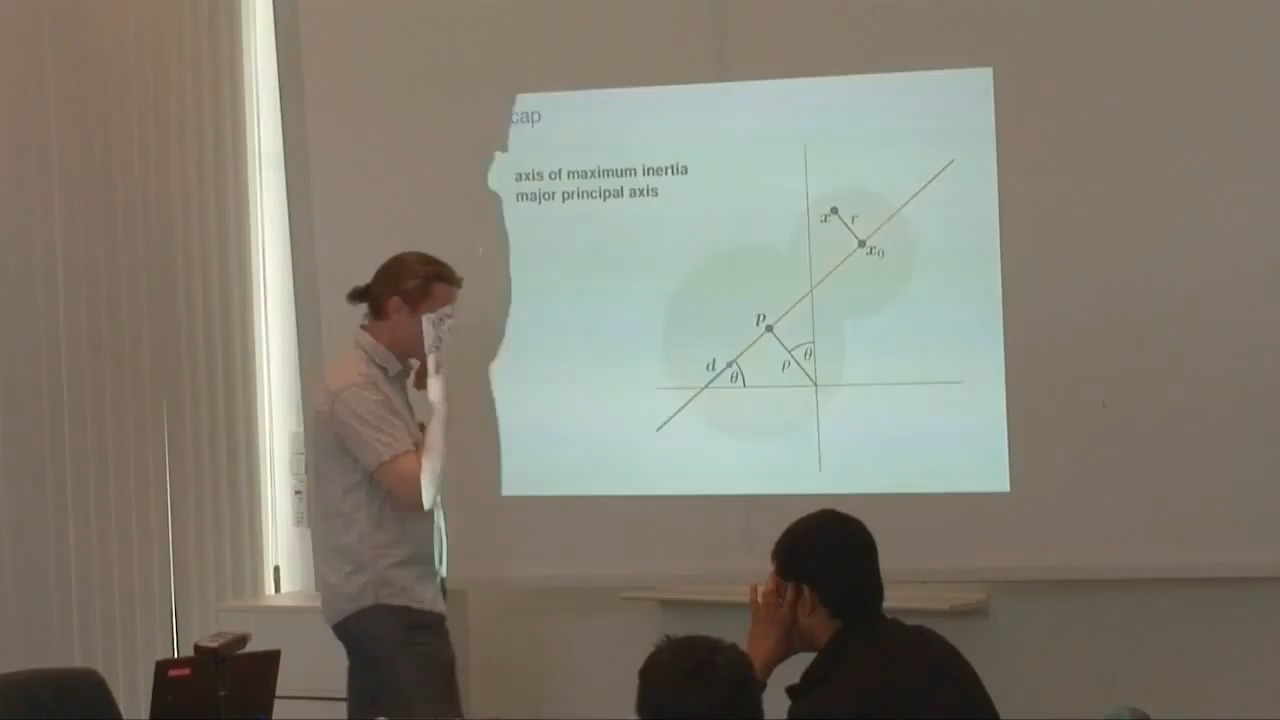 cap
axis of maximum inertia
major principal axis
x r
x₀
p
d θ ρ θ